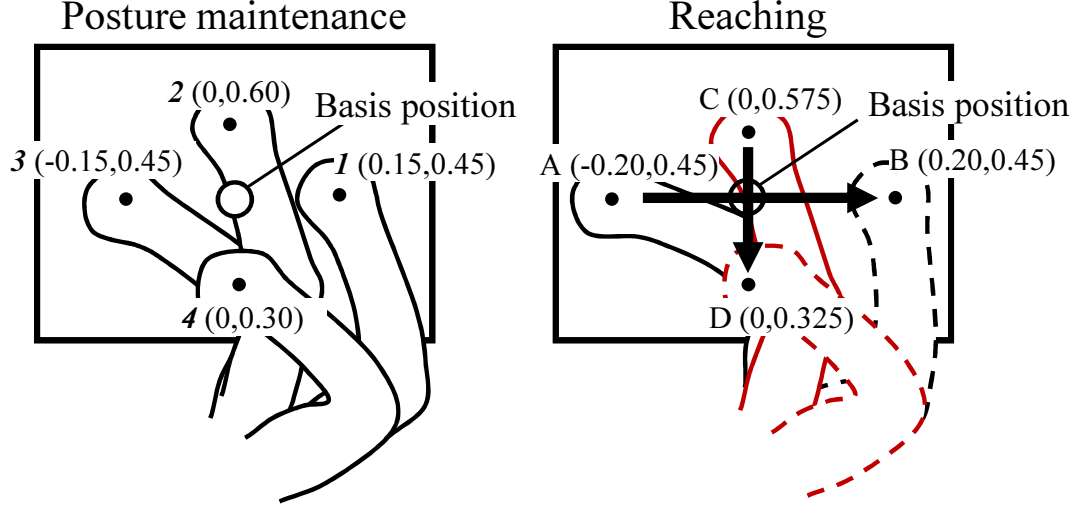 Posture maintenance
2 (0,0.60)
Basis position
3 (-0.15,0.45)
1 (0.15,0.45)
4 (0,0.30)
Reaching
C (0,0.575)
Basis position
A (-0.20,0.45)
B (0.20,0.45)
D (0,0.325)